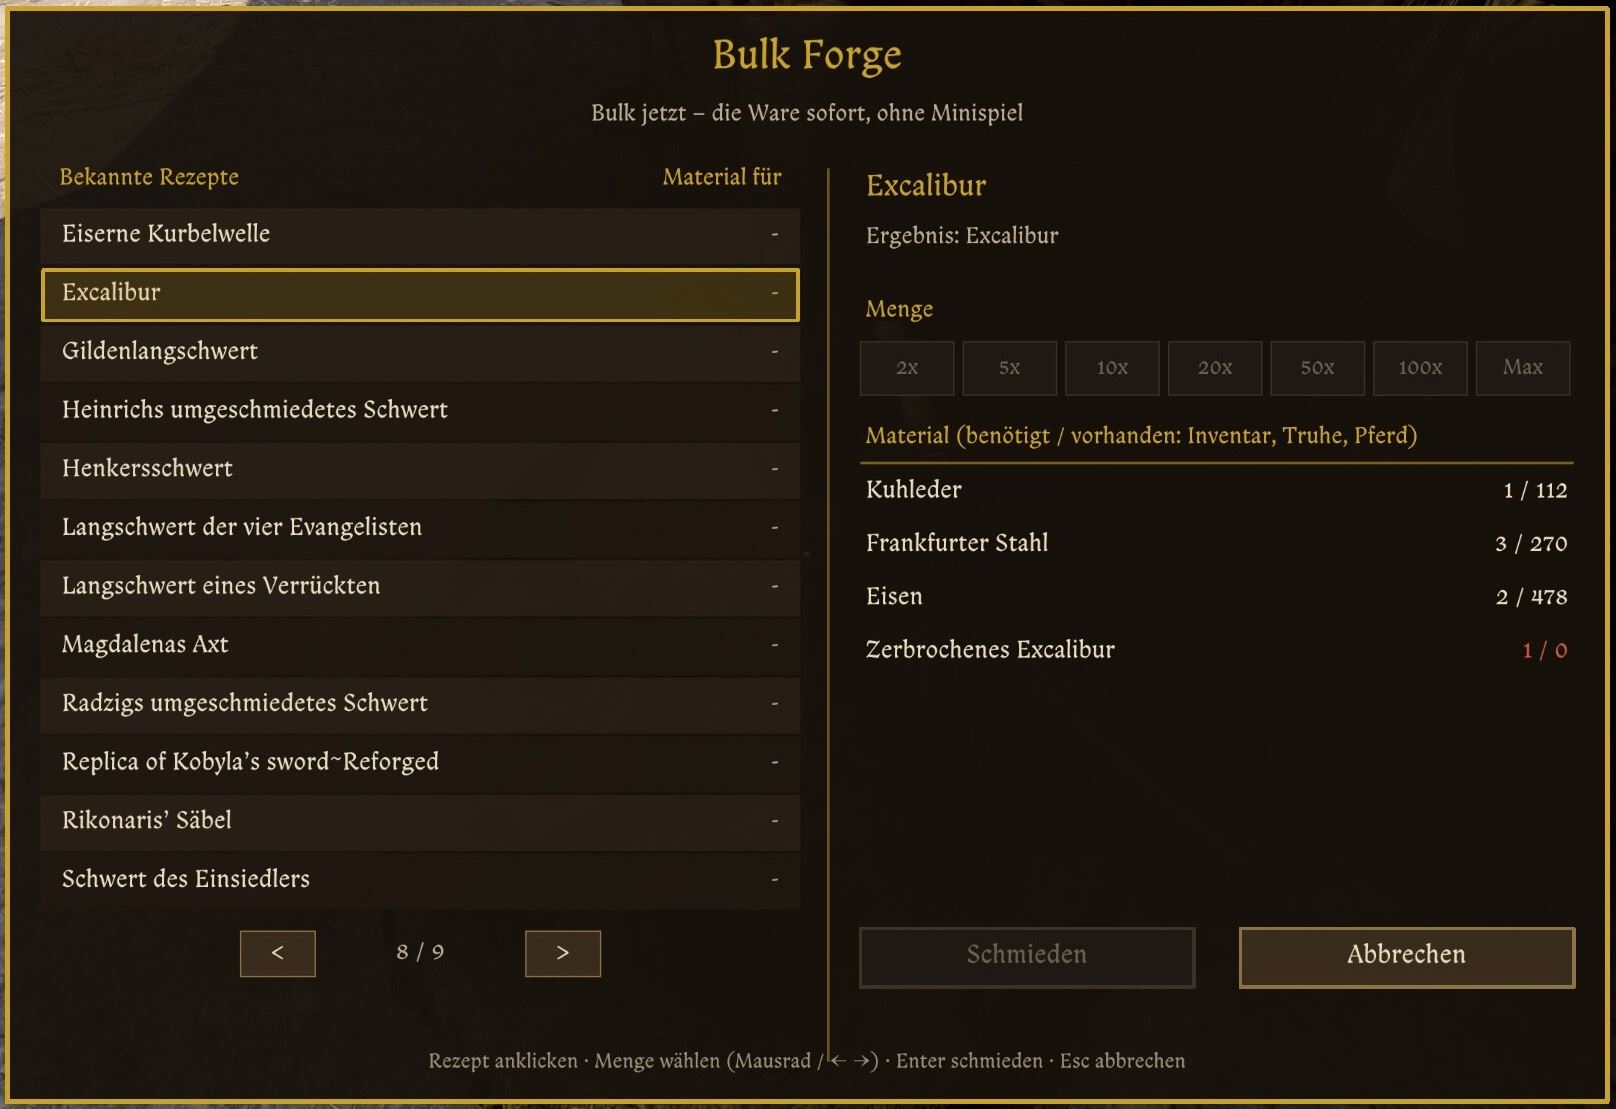 Bulk Forge
Bulk jetzt – die Ware sofort, ohne Minispiel
Bekannte Rezepte Material für
Eiserne Kurbelwelle -
Excalibur -
Gildenlangschwert -
Heinrichs umgeschmiedetes Schwert -
Henkersschwert -
Langschwert der vier Evangelisten -
Langschwert eines Verrückten -
Magdalenas Axt -
Radzigs umgeschmiedetes Schwert -
Replica of Kobyla’s sword~Reforged -
Rikonaris’ Säbel -
Schwert des Einsiedlers -
< 8 / 9 >
Excalibur
Ergebnis: Excalibur
Menge
2x 5x 10x 20x 50x 100x Max
Material (benötigt / vorhanden: Inventar, Truhe, Pferd)
Kuhleder 1 / 112
Frankfurter Stahl 3 / 270
Eisen 2 / 478
Zerbrochenes Excalibur 1 / 0
Schmieden Abbrechen
Rezept anklicken · Menge wählen (Mausrad / ← →) · Enter schmieden · Esc abbrechen